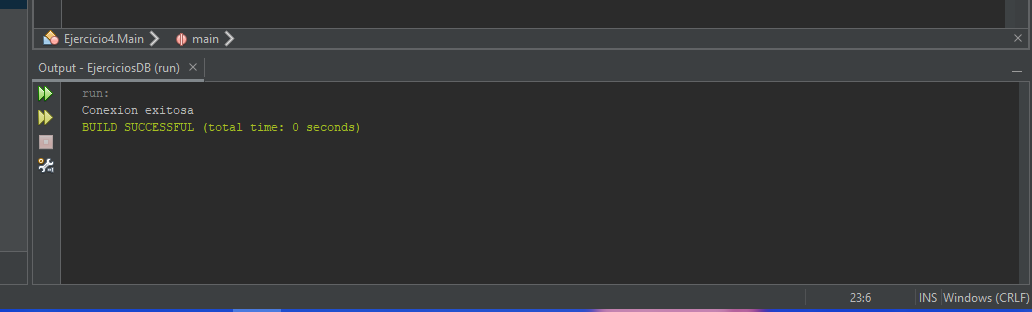 Ejercicio4.Main
main
Output - EjerciciosDB (run)
run:
Conexion exitosa
BUILD SUCCESSFUL (total time: 0 seconds)
23:6
INS
Windows (CRLF)